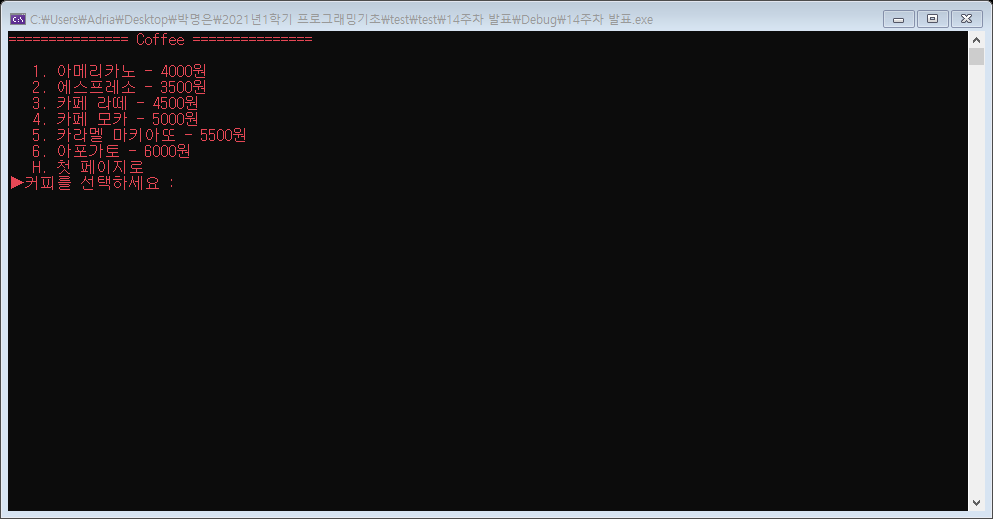 C:\Users\Adria\Desktop\박명은\2021년1학기 프로그래밍기초\test\test\14주차 발표\Debug\14주차 발표.exe
=============== Coffee ===============
1. 아메리카노 - 4000원
2. 에스프레소 - 3500원
3. 카페 라떼 - 4500원
4. 카페 모카 - 5000원
5. 카라멜 마키아또 - 5500원
6. 아포가토 - 6000원
H. 첫 페이지로
▶커피를 선택하세요 :